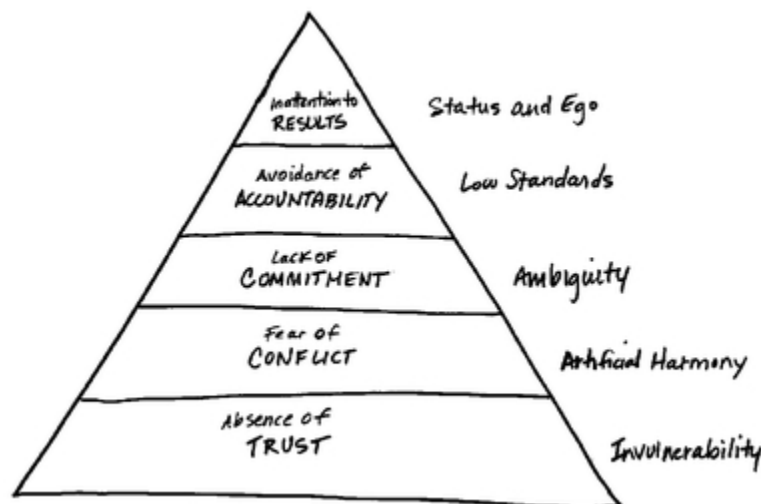 Inattention to
RESULTS
Status and Ego
Avoidance of
ACCOUNTABILITY
Low Standards
Lack of
COMMITMENT
Ambiguity
Fear of
CONFLICT
Artificial Harmony
Absence of
TRUST
Invulnerability